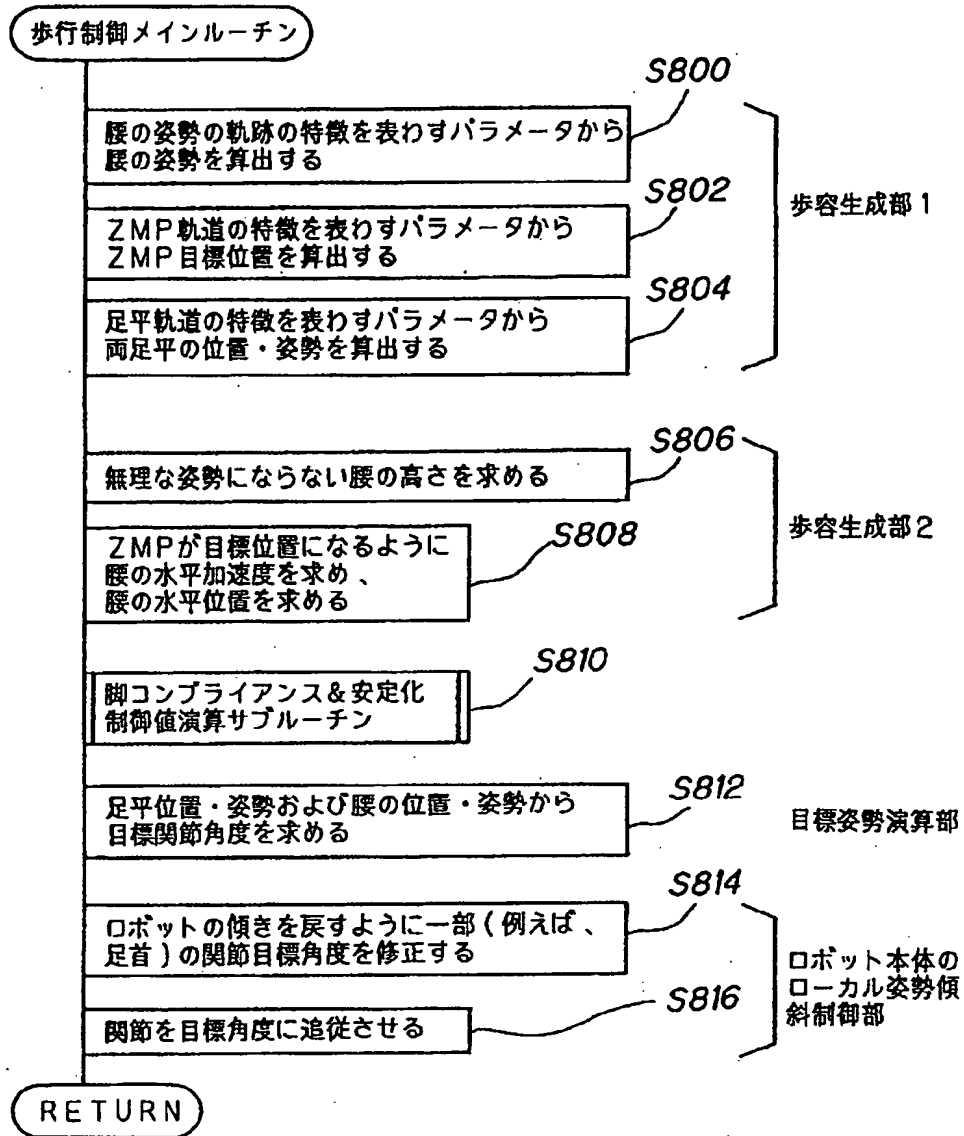 歩行制御メインルーチン
S800
腰の姿勢の軌跡の特徴を表わすパラメータから
腰の姿勢を算出する
S802
ZMP軌道の特徴を表わすパラメータから
ZMP目標位置を算出する
S804
足平軌道の特徴を表わすパラメータから
両足平の位置・姿勢を算出する
歩容生成部1
S806
無理な姿勢にならない腰の高さを求める
S808
ZMPが目標位置になるように
腰の水平加速度を求め、
腰の水平位置を求める
歩容生成部2
S810
脚コンプライアンス&安定化
制御値演算サブルーチン
S812
足平位置・姿勢および腰の位置・姿勢から
目標関節角度を求める
目標姿勢演算部
S814
ロボットの傾きを戻すように一部(例えば、
足首)の関節目標角度を修正する
S816
関節を目標角度に追従させる
ロボット本体の
ローカル姿勢傾
斜制御部
RETURN